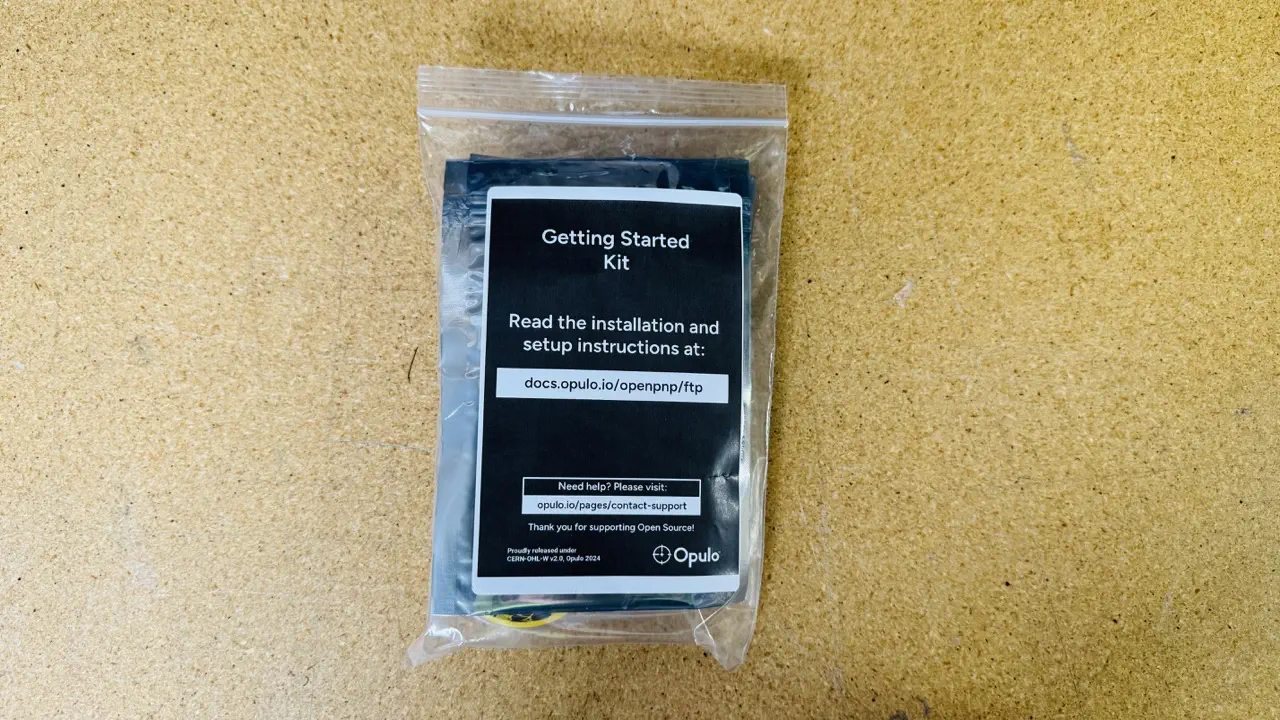 Getting Started
Kit
Read the installation and
setup instructions at:
docs.opulo.io/openpnp/ftp
Need help? Please visit:
opulo.io/pages/contact-support
Thank you for supporting Open Source!
Proudly released under
CERN-OHL-W v2.0, Opulo 2024
Opulo